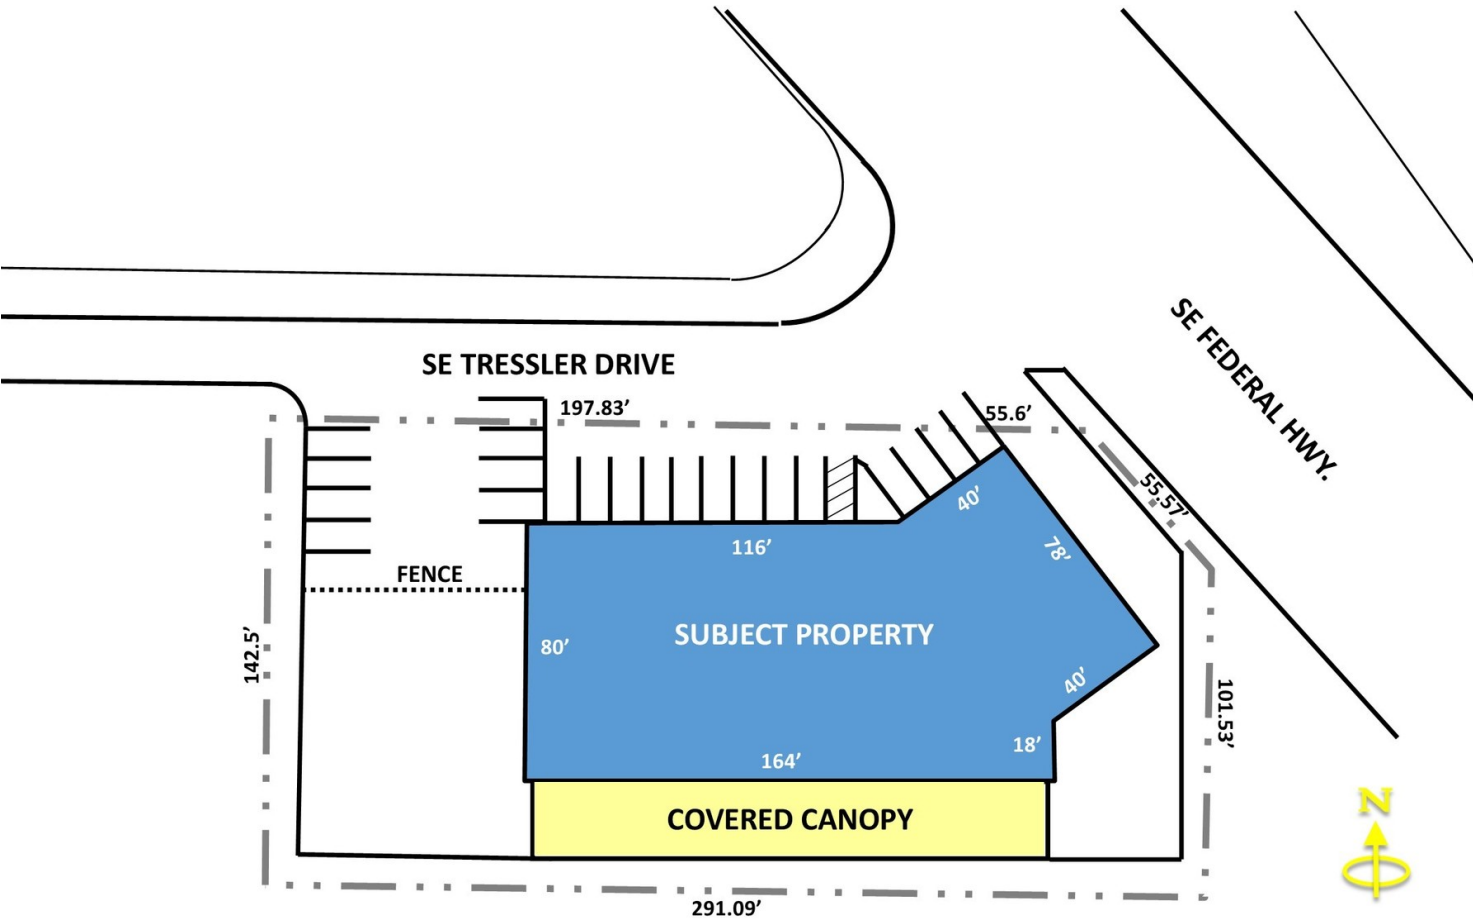 SE TRESSLER DRIVE
SE FEDERAL HWY.
197.83’
55.6’
55.57’
40’
116’
78’
FENCE
SUBJECT PROPERTY
142.5’
80’
40’
101.53’
18’
164’
COVERED CANOPY
N
291.09’